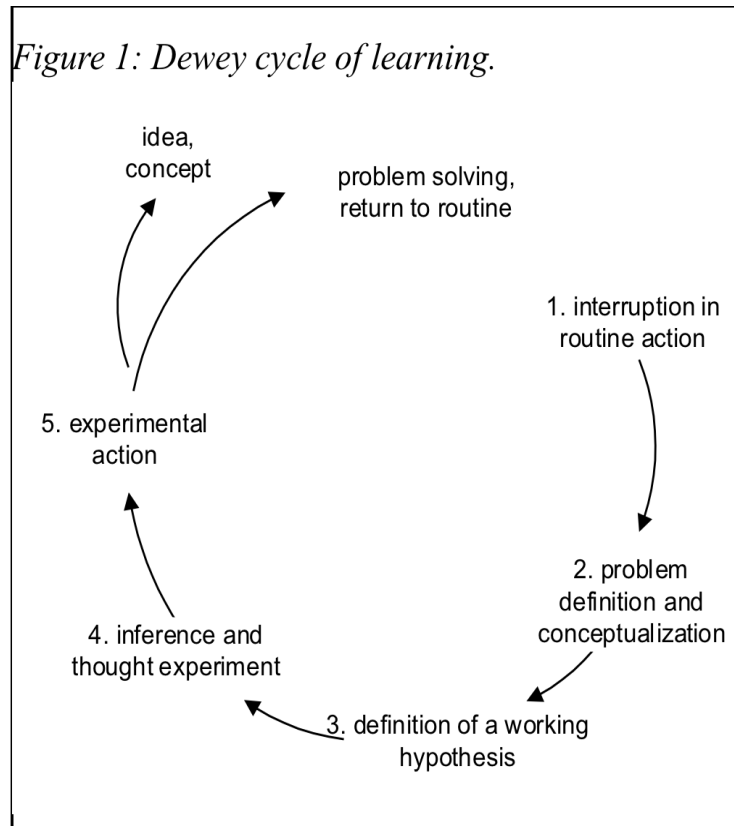 Figure 1: Dewey cycle of learning.
idea,
concept
problem solving,
return to routine
1. interruption in
routine action
2. problem
definition and
conceptualization
3. definition of a working
hypothesis
4. inference and
thought experiment
5. experimental
action